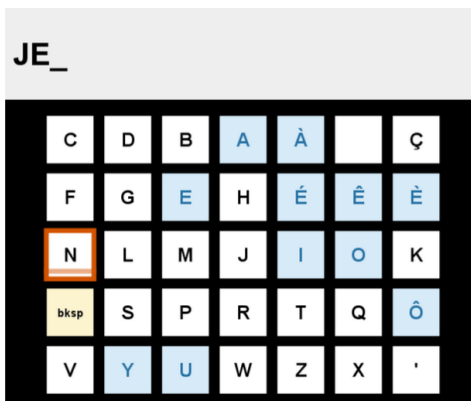 JE_
C D B A À Ç
F G E H É Ê È
N L M J I O K
bksp S P R T Q Ô
V Y U W Z X '